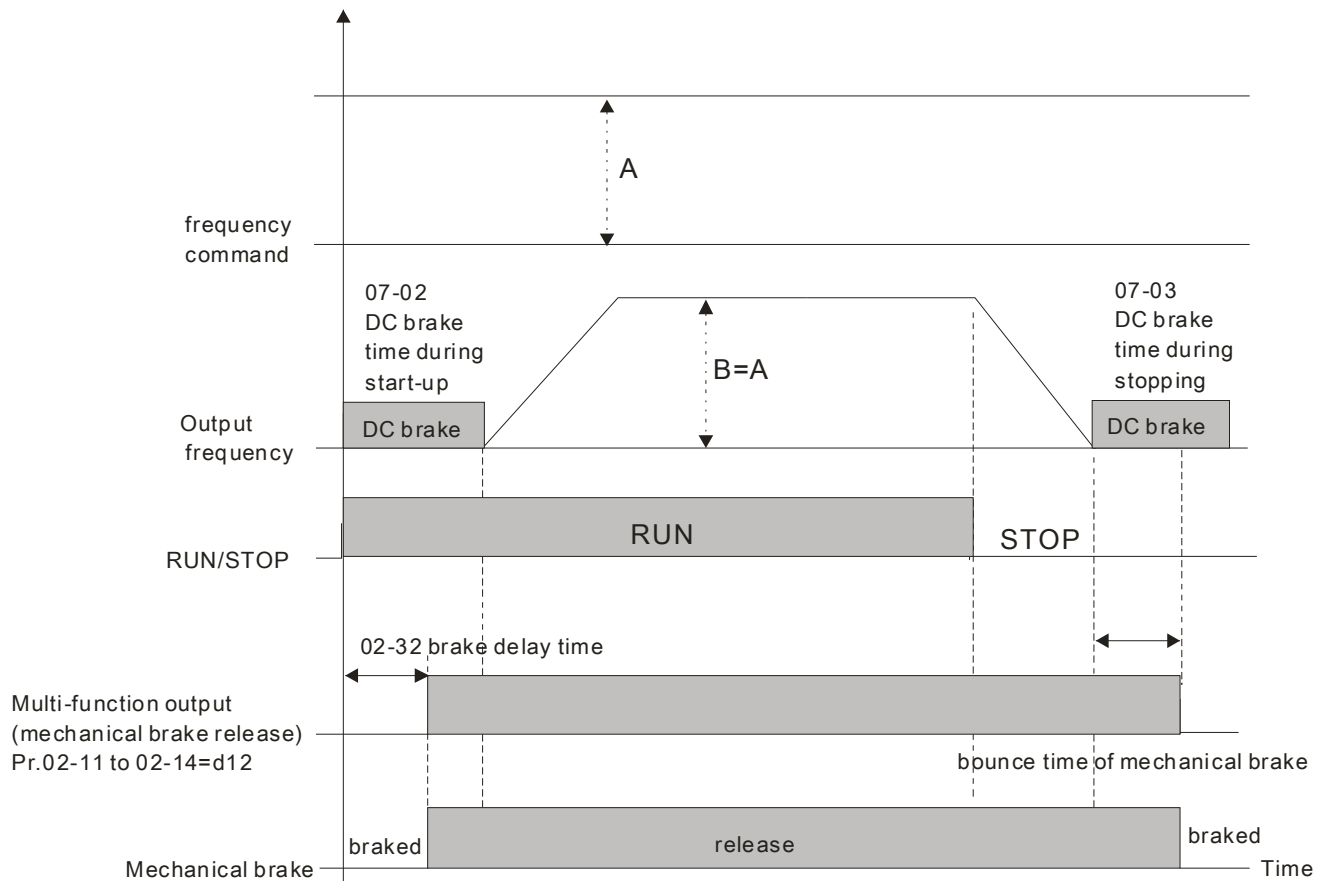 A
frequency
command
07-02
DC brake
time during
start-up
07-03
DC brake
time during
stopping
B=A
Output
frequency
DC brake
DC brake
RUN/STOP
RUN
STOP
02-32 brake delay time
Multi-function output
(mechanical brake release)
Pr.02-11 to 02-14=d12
bounce time of mechanical brake
Mechanical brake
braked
release
braked
Time